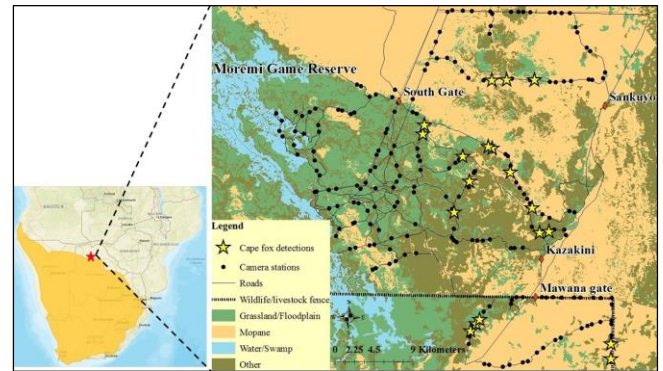 Moremi Game Reserve
South Gate
Sankuyo
Legend
Cape fox detections
Camera stations
Roads
Wildlife/livestock fence
Grassland/Floodplain
Mopane
Water/Swamp
Other
Kazakini
Mawana gate
0 2.25 4.5 9 Kilometers
ANGOLA